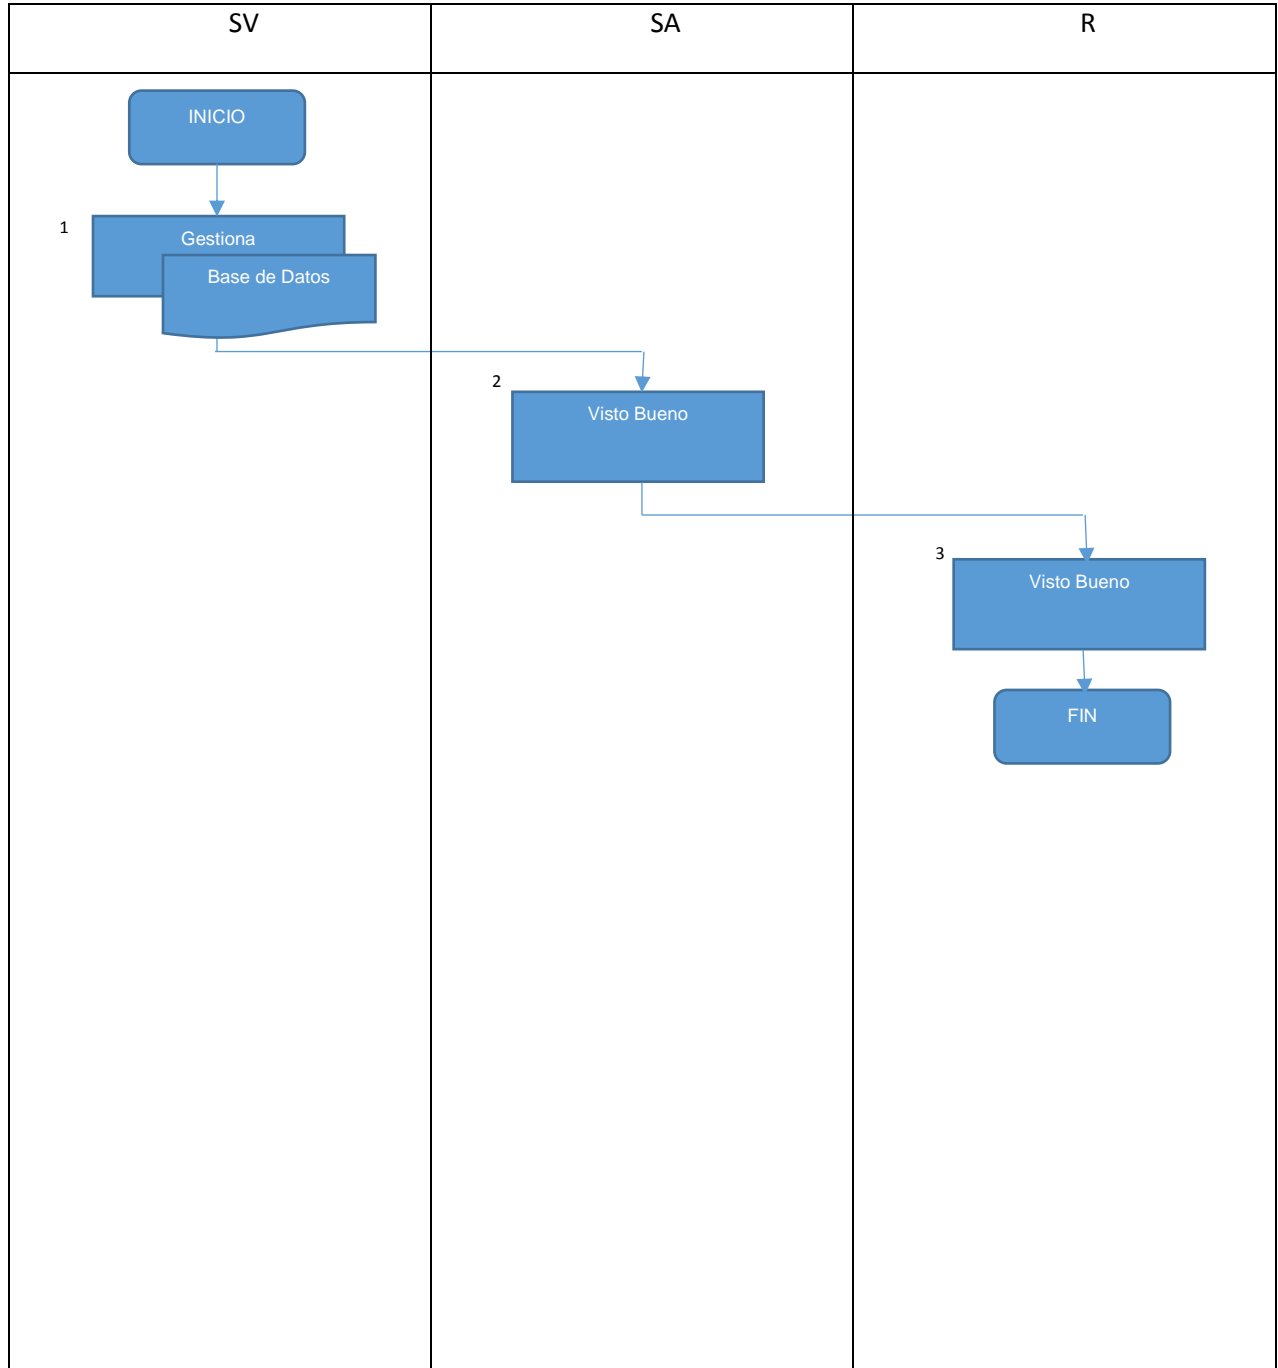 SV
SA
R
INICIO
1
Gestiona
Base de Datos
2
Visto Bueno
3
Visto Bueno
FIN